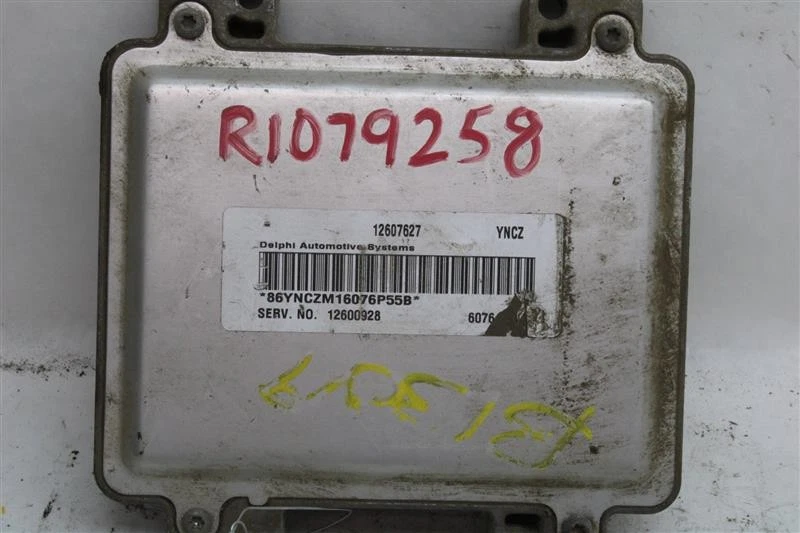 R1079258
12607627 YNCZ
Delphi Automotive Systems
*86YNCZM16076P55B*
SERV. NO. 12600928 6076